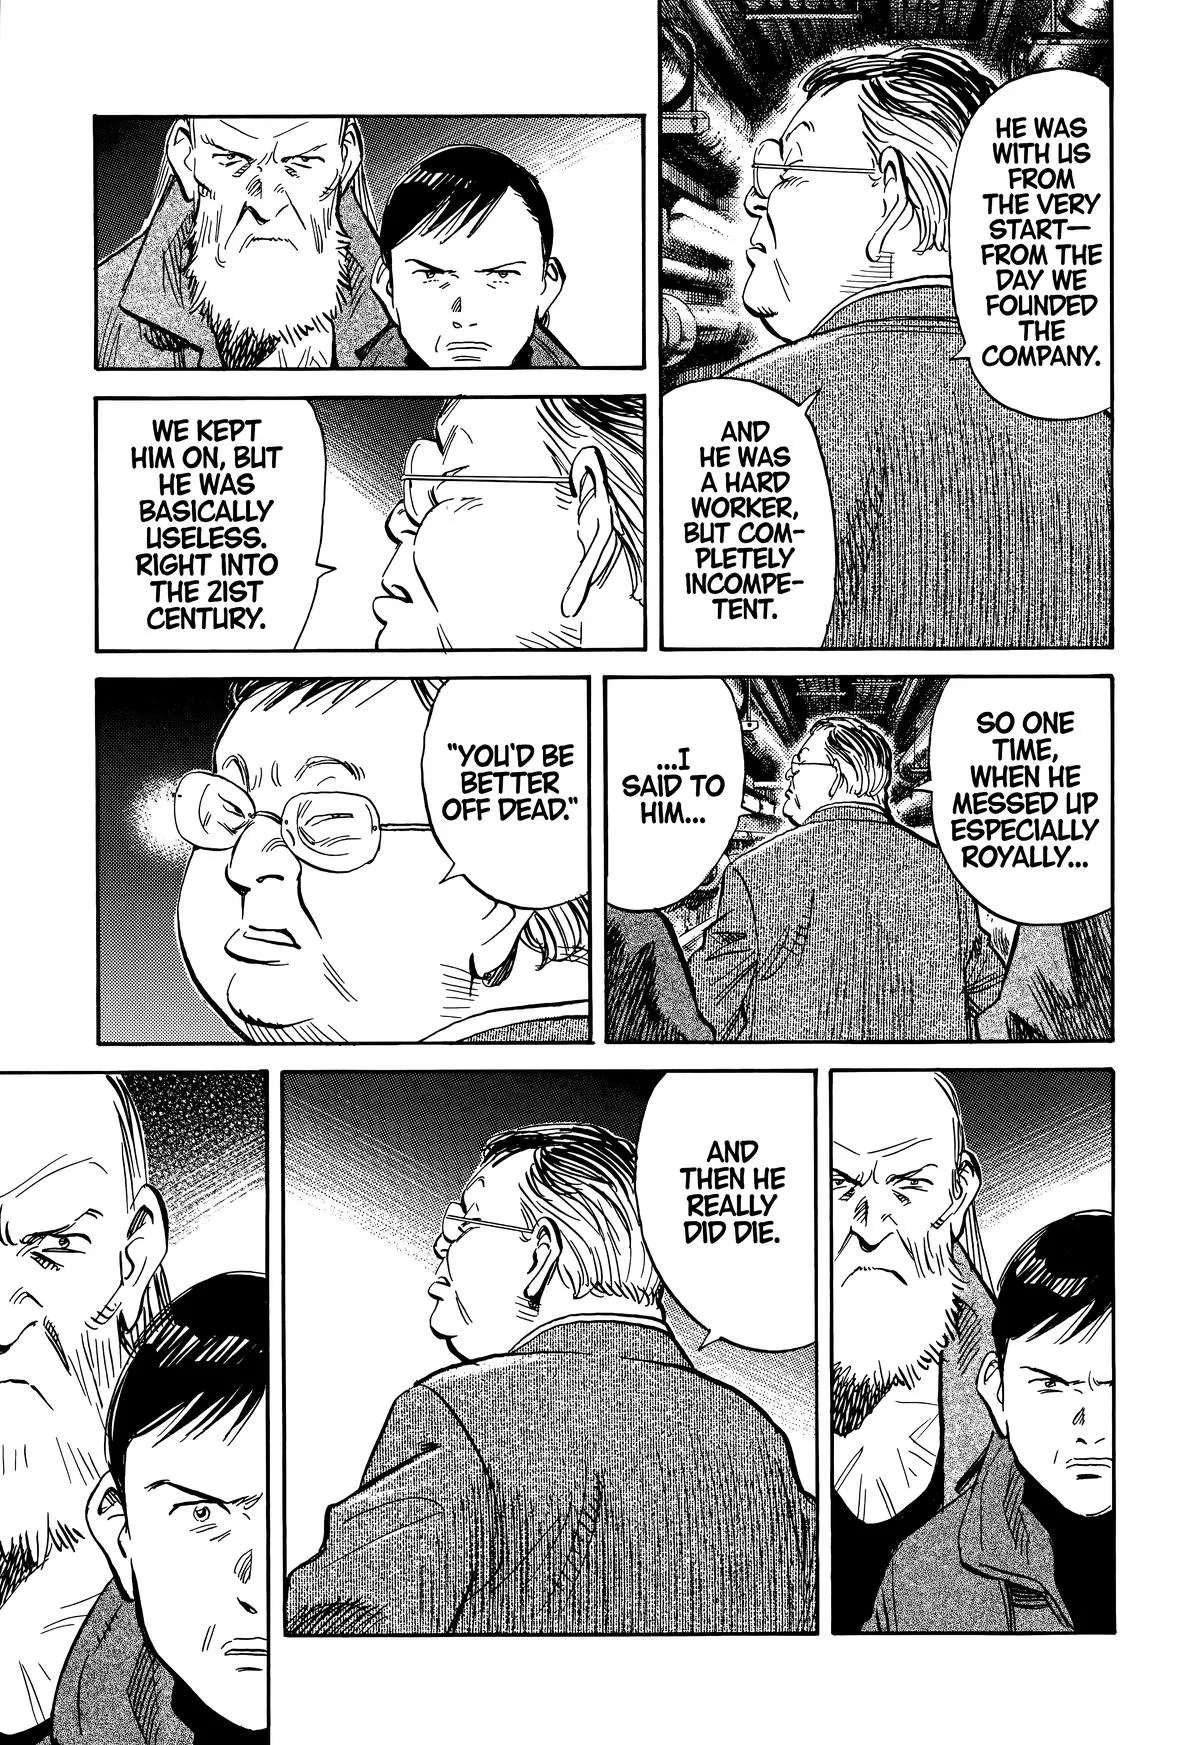 HE WAS
WITH US
FROM
THE VERY
START—
FROM THE
DAY WE
FOUNDED
THE
COMPANY.
AND
HE WAS
A HARD
WORKER,
BUT COM-
PLETELY
INCOMPE-
TENT.
WE KEPT
HIM ON, BUT
HE WAS
BASICALLY
USELESS.
RIGHT INTO
THE 21ST
CENTURY.
SO ONE
TIME,
WHEN HE
MESSED UP
ESPECIALLY
ROYALLY...
...I
SAID TO
HIM...
"YOU'D BE
BETTER
OFF DEAD."
AND
THEN HE
REALLY
DID DIE.